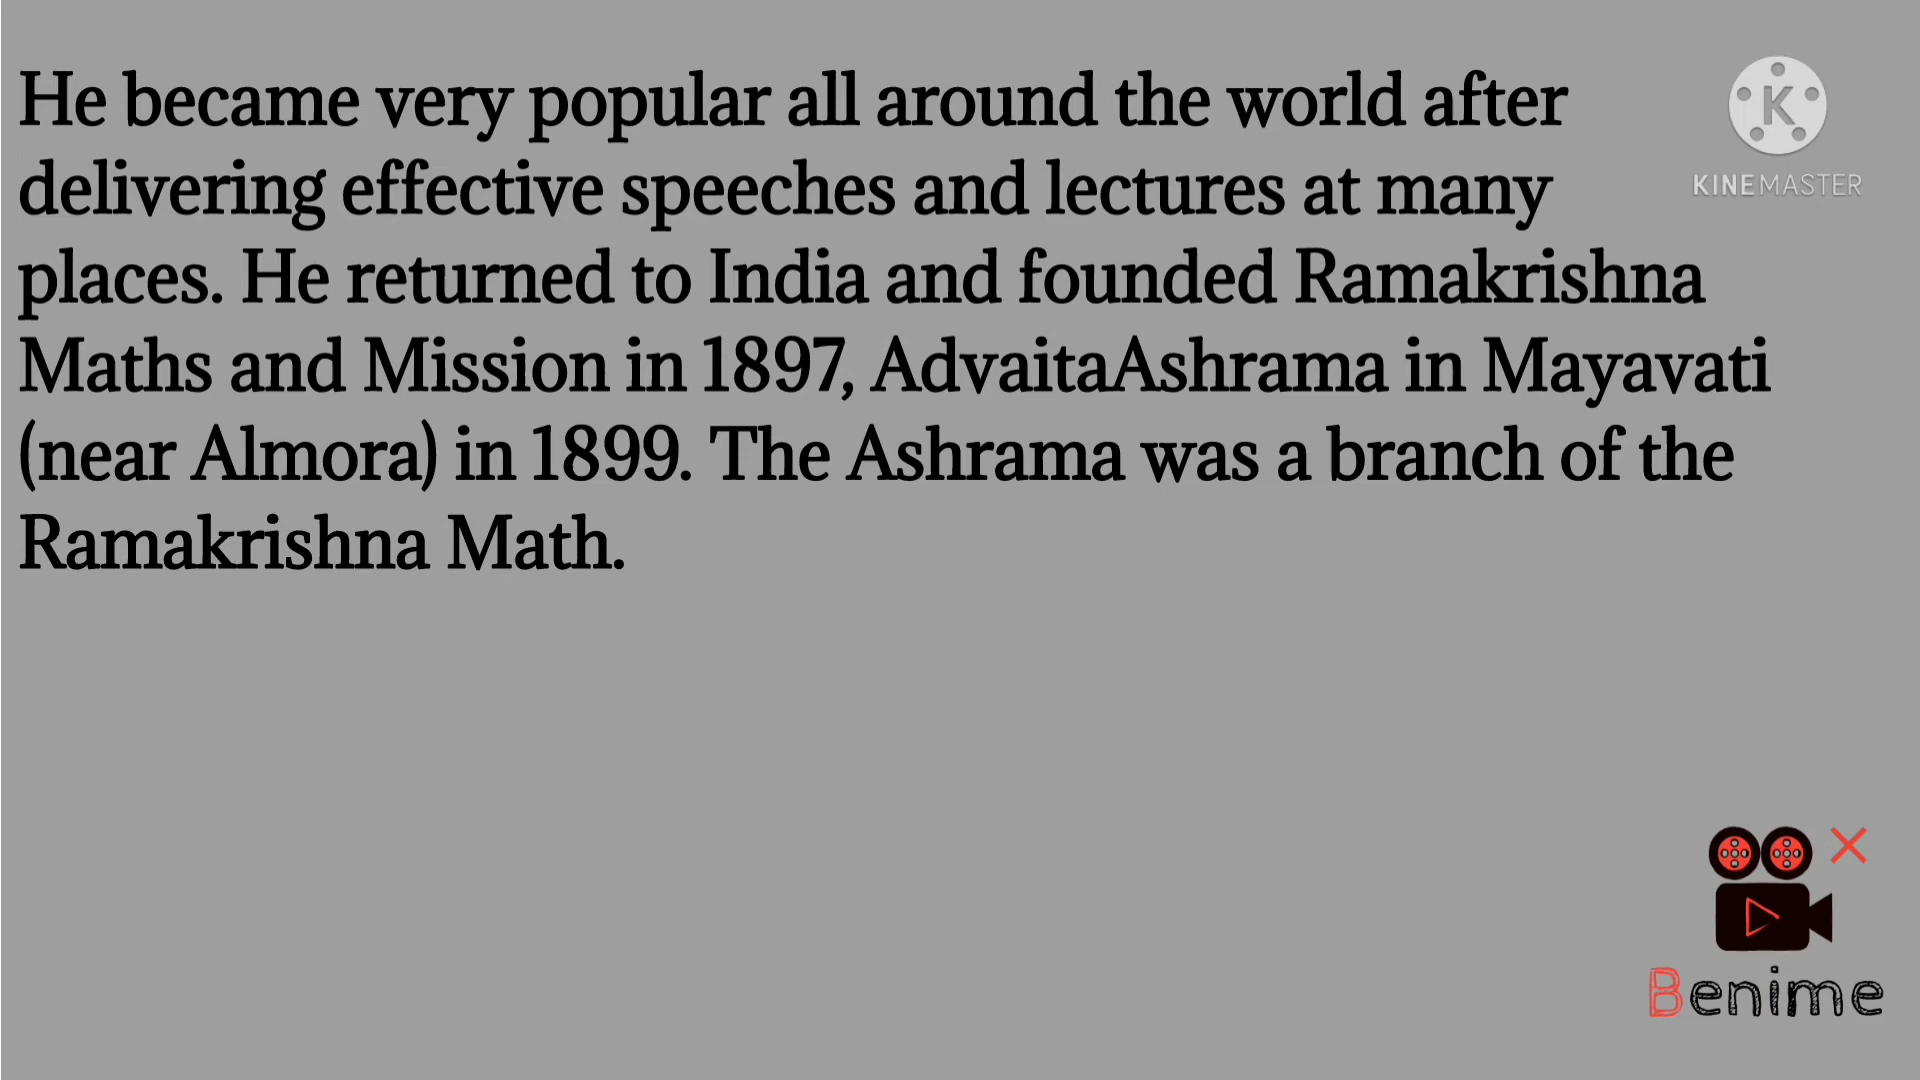 He became very popular all around the world after
delivering effective speeches and lectures at many
places. He returned to India and founded Ramakrishna
Maths and Mission in 1897, AdvaitaAshrama in Mayavati
(near Almora) in 1899. The Ashrama was a branch of the
Ramakrishna Math.
K
KINEMASTER
Benime